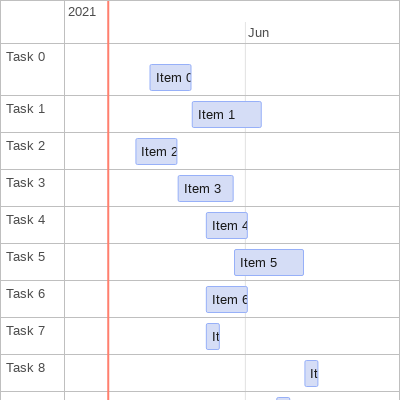 2021
Jun
Task 0
Item 0
Task 1
Item 1
Task 2
Item 2
Task 3
Item 3
Task 4
Item 4
Task 5
Item 5
Task 6
Item 6
Task 7
It
Task 8
It